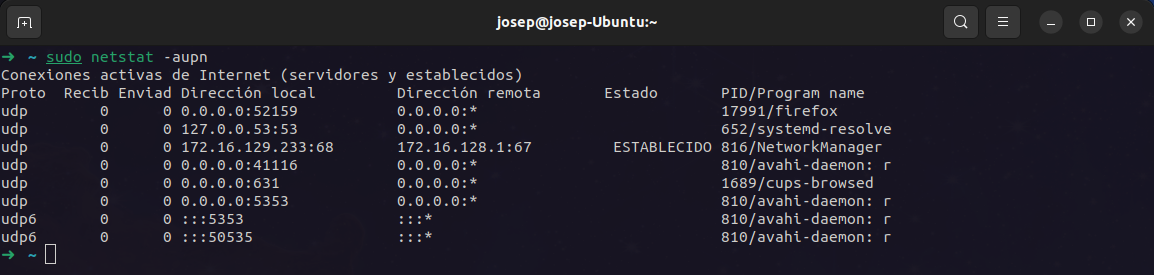 josep@josep-Ubuntu:~
➜ ~ sudo netstat -aupn
Conexiones activas de Internet (servidores y establecidos)
Proto  Recib Enviad Dirección local         Dirección remota       Estado       PID/Program name
udp        0      0 0.0.0.0:52159           0.0.0.0:*                           17991/firefox
udp        0      0 127.0.0.53:53           0.0.0.0:*                           652/systemd-resolve
udp        0      0 172.16.129.233:68       172.16.128.1:67         ESTABLECIDO 816/NetworkManager
udp        0      0 0.0.0.0:41116           0.0.0.0:*                           810/avahi-daemon: r
udp        0      0 0.0.0.0:631             0.0.0.0:*                           1689/cups-browsed
udp        0      0 0.0.0.0:5353            0.0.0.0:*                           810/avahi-daemon: r
udp6       0      0 :::5353                 :::*                                810/avahi-daemon: r
udp6       0      0 :::50535                :::*                                810/avahi-daemon: r
➜ ~